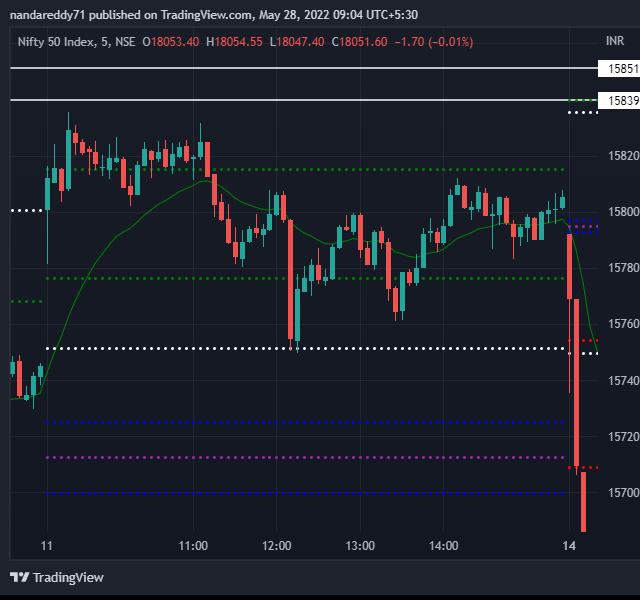 nandareddy71 published on TradingView.com, May 28, 2022 09:04 UTC+5:30
Nifty 50 Index, 5, NSE O18053.40 H18054.55 L18047.40 C18051.60 −1.70 (−0.01%)
INR
15851
15839
15820
15800
15780
15760
15740
15720
15700
11 11:00 12:00 13:00 14:00 14
TradingView